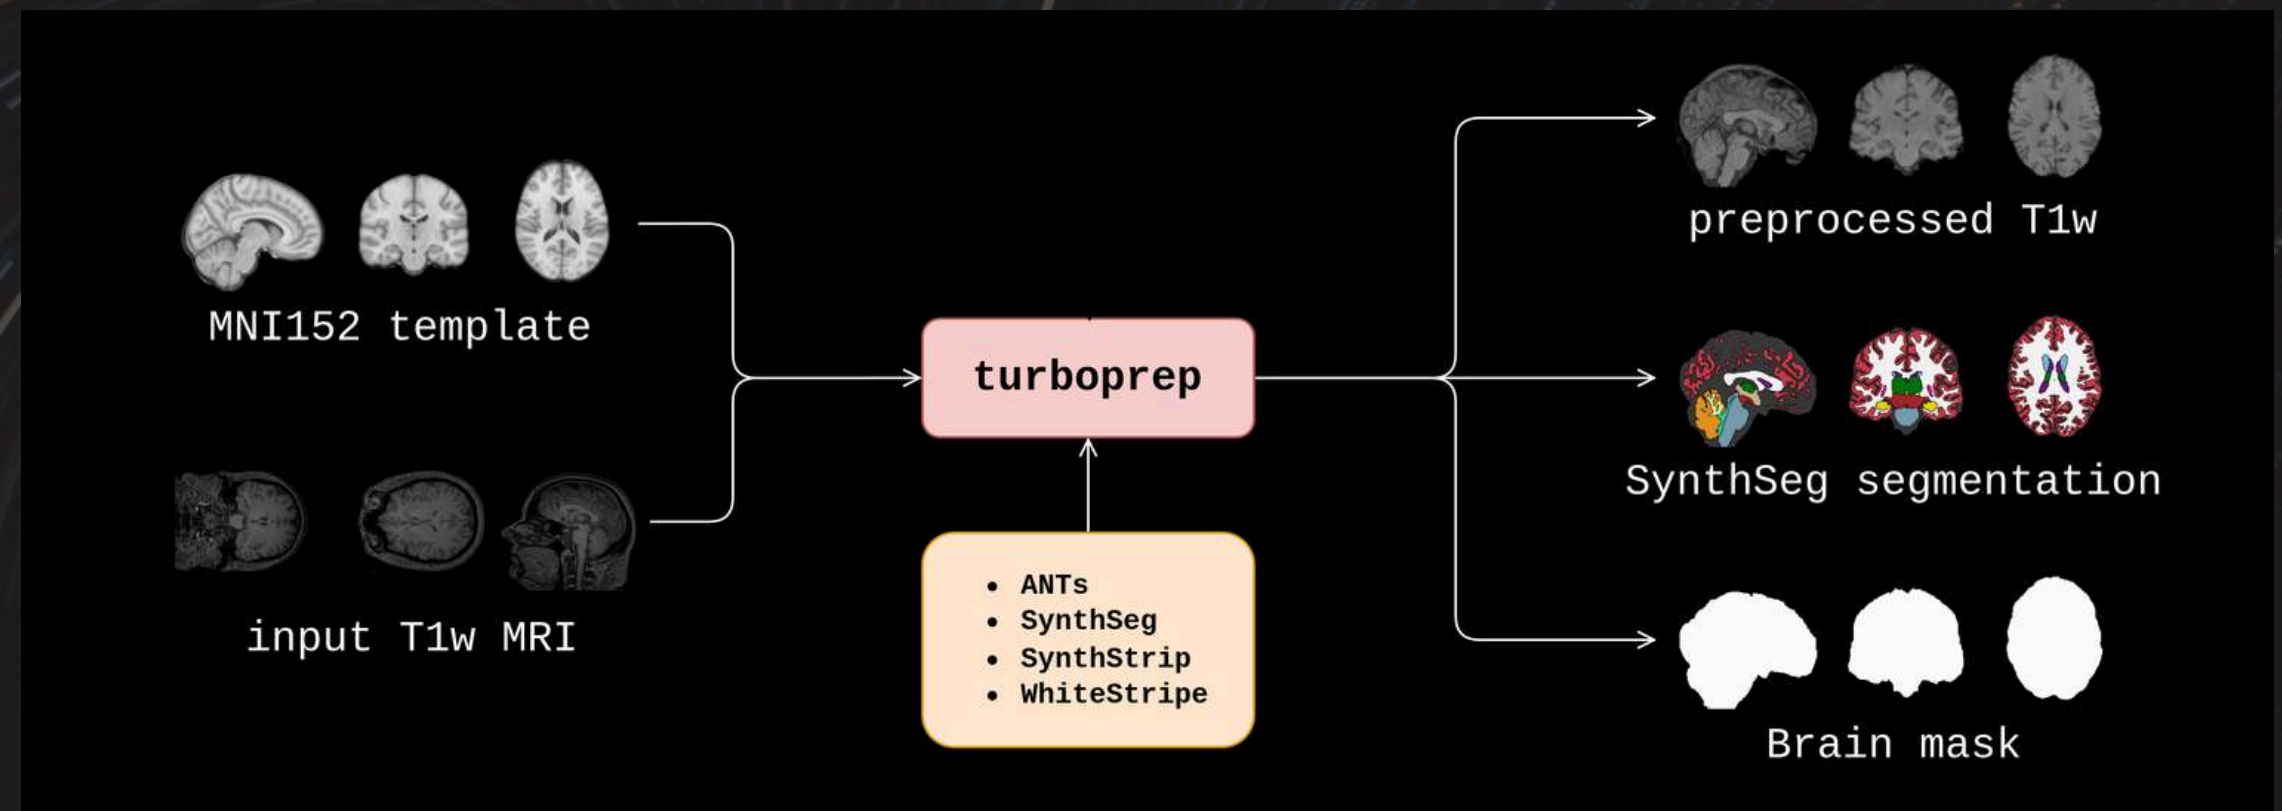 MNI152 template
input T1w MRI
turboprep
• ANTs
• SynthSeg
• SynthStrip
• WhiteStripe
preprocessed T1w
SynthSeg segmentation
Brain mask